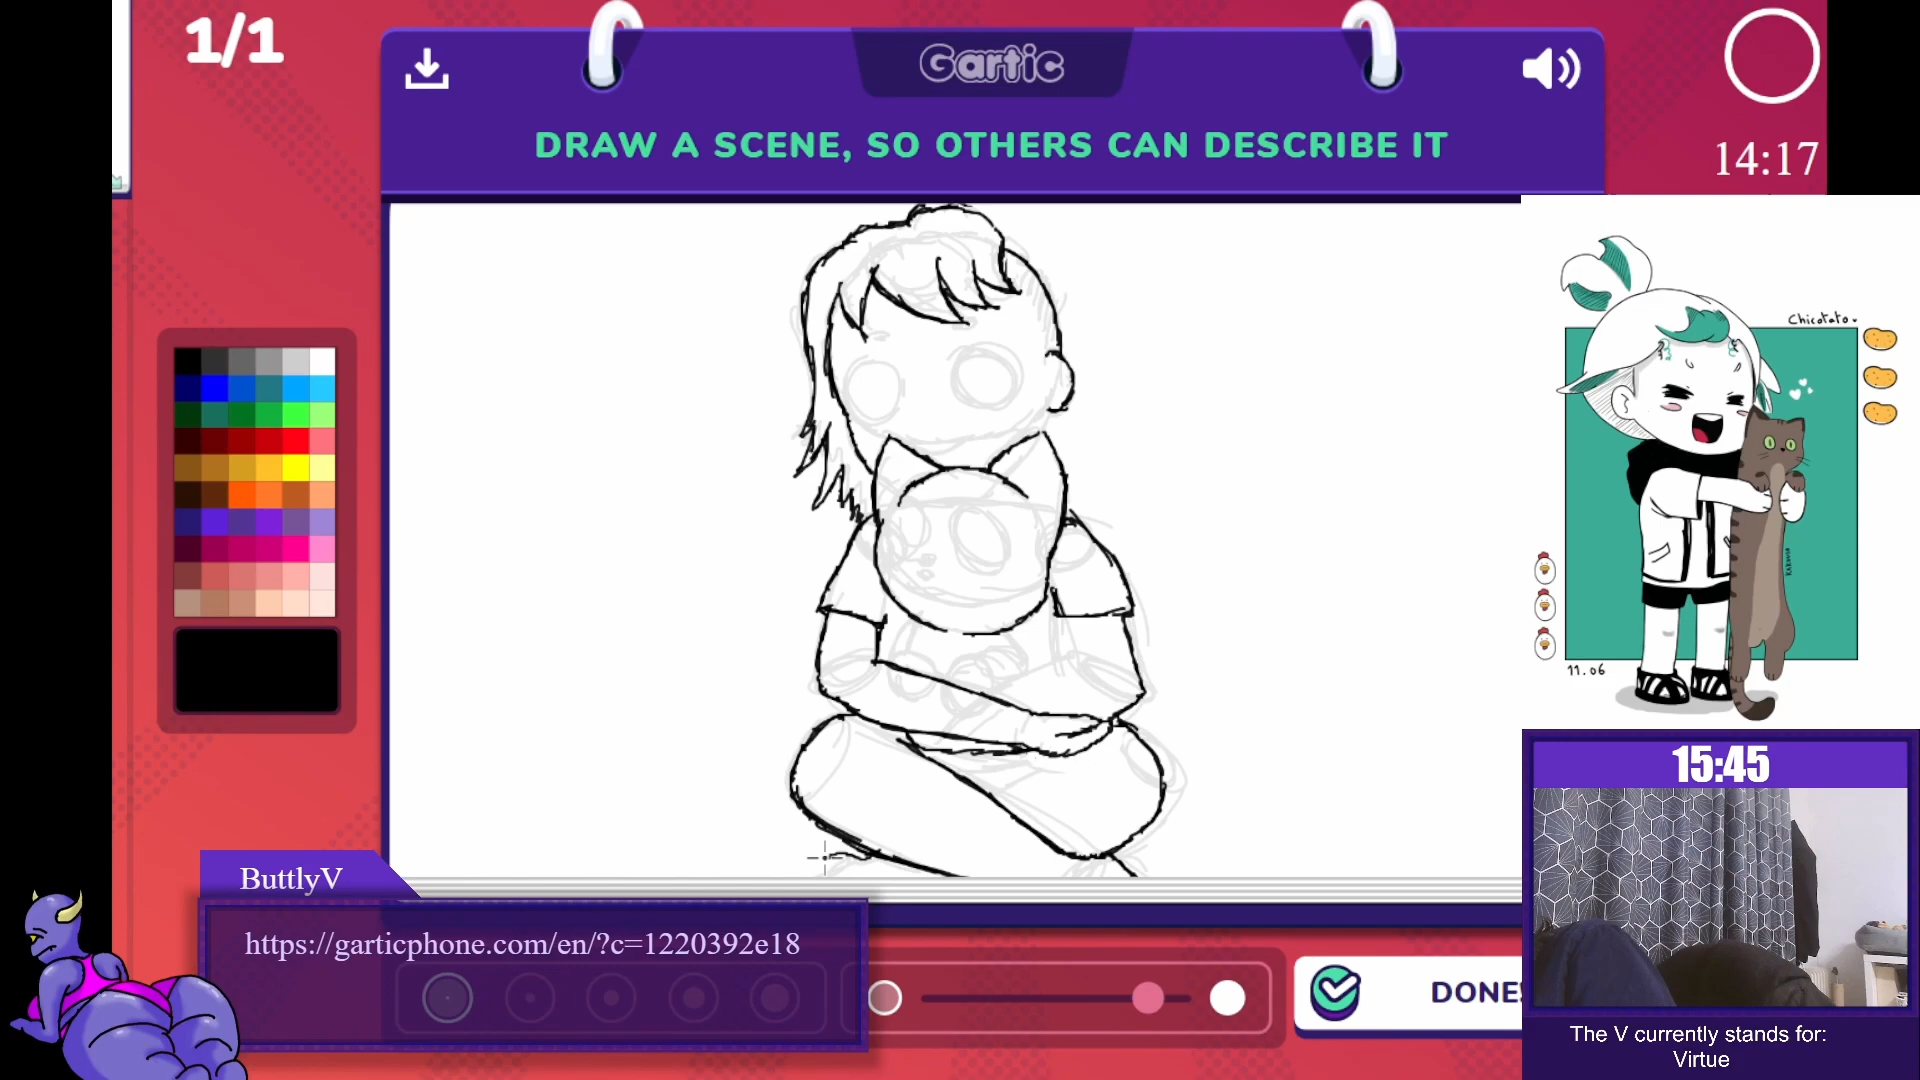 1/1
Gartic
DRAW A SCENE, SO OTHERS CAN DESCRIBE IT
14:17
Chicotato.
11.06
15:45
ButtlyV
https://garticphone.com/en/?c=1220392e18
DONE!
The V currently stands for:
Virtue